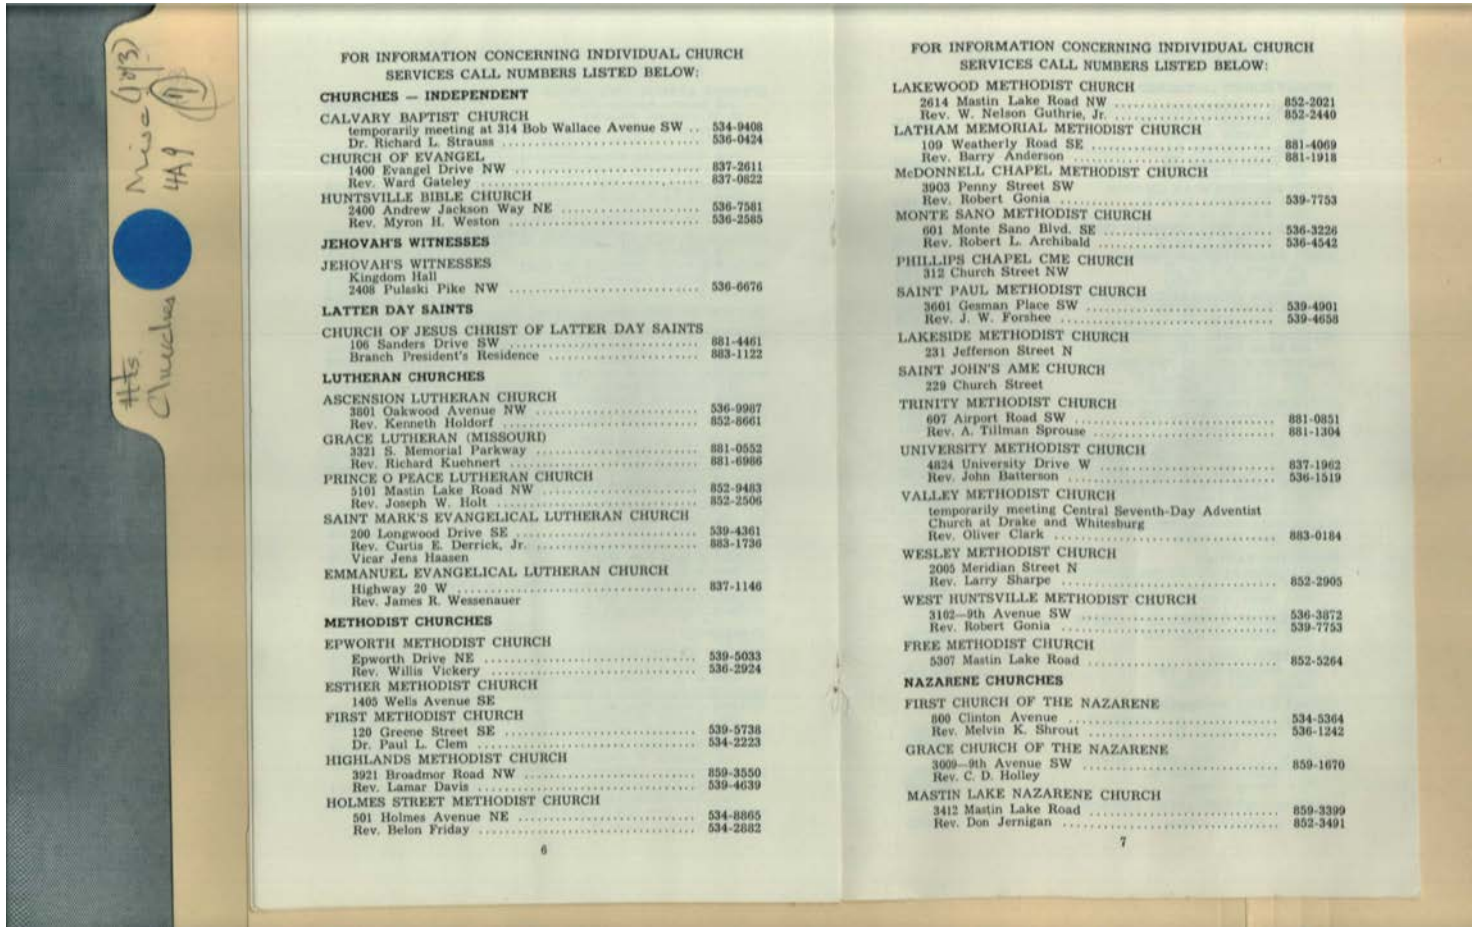 Misc (1 of 3)
4A9
Hts.
Churches
FOR INFORMATION CONCERNING INDIVIDUAL CHURCH
SERVICES CALL NUMBERS LISTED BELOW:
CHURCHES — INDEPENDENT
CALVARY BAPTIST CHURCH
temporarily meeting at 314 Bob Wallace Avenue SW .. 534-9408
Dr. Richard L. Strauss ........ 536-0424
CHURCH OF EVANGEL
1400 Evangel Drive NW ........ 837-2611
Rev. Ward Gateley ........ 837-0822
HUNTSVILLE BIBLE CHURCH
2400 Andrew Jackson Way NE ........ 536-7581
Rev. Myron H. Weston ........ 536-2585
JEHOVAH'S WITNESSES
JEHOVAH'S WITNESSES
Kingdom Hall
2408 Pulaski Pike NW ........ 536-6676
LATTER DAY SAINTS
CHURCH OF JESUS CHRIST OF LATTER DAY SAINTS
106 Sanders Drive SW ........ 881-4461
Branch President's Residence ........ 883-1122
LUTHERAN CHURCHES
ASCENSION LUTHERAN CHURCH
3801 Oakwood Avenue NW ........ 536-9987
Rev. Kenneth Holdorf ........ 852-8661
GRACE LUTHERAN (MISSOURI)
3321 S. Memorial Parkway ........ 881-0552
Rev. Richard Kuehnert ........ 881-6986
PRINCE O PEACE LUTHERAN CHURCH
5101 Mastin Lake Road NW ........ 852-9483
Rev. Joseph W. Holt ........ 852-2506
SAINT MARK'S EVANGELICAL LUTHERAN CHURCH
200 Longwood Drive SE ........ 539-4361
Rev. Curtis E. Derrick, Jr. ........ 883-1736
Vicar Jens Haasen
EMMANUEL EVANGELICAL LUTHERAN CHURCH
Highway 20 W ........ 837-1146
Rev. James R. Wessenauer
METHODIST CHURCHES
EPWORTH METHODIST CHURCH
Epworth Drive NE ........ 539-5033
Rev. Willis Vickery ........ 536-2924
ESTHER METHODIST CHURCH
1405 Wells Avenue SE
FIRST METHODIST CHURCH
120 Greene Street SE ........ 539-5738
Dr. Paul L. Clem ........ 534-2223
HIGHLANDS METHODIST CHURCH
3921 Broadmor Road NW ........ 859-3550
Rev. Lamar Davis ........ 539-4639
HOLMES STREET METHODIST CHURCH
501 Holmes Avenue NE ........ 534-8865
Rev. Belon Friday ........ 534-2882
6
FOR INFORMATION CONCERNING INDIVIDUAL CHURCH
SERVICES CALL NUMBERS LISTED BELOW:
LAKEWOOD METHODIST CHURCH
2614 Mastin Lake Road NW ........ 852-2021
Rev. W. Nelson Guthrie, Jr. ........ 852-2440
LATHAM MEMORIAL METHODIST CHURCH
109 Weatherly Road SE ........ 881-4069
Rev. Barry Anderson ........ 881-1918
McDONNELL CHAPEL METHODIST CHURCH
3903 Penny Street SW
Rev. Robert Gonia ........ 539-7753
MONTE SANO METHODIST CHURCH
601 Monte Sano Blvd. SE ........ 536-3226
Rev. Robert L. Archibald ........ 536-4542
PHILLIPS CHAPEL CME CHURCH
312 Church Street NW
SAINT PAUL METHODIST CHURCH
3601 Gesman Place SW ........ 539-4901
Rev. J. W. Forshee ........ 539-4658
LAKESIDE METHODIST CHURCH
231 Jefferson Street N
SAINT JOHN'S AME CHURCH
229 Church Street
TRINITY METHODIST CHURCH
607 Airport Road SW ........ 881-0851
Rev. A. Tillman Sprouse ........ 881-1304
UNIVERSITY METHODIST CHURCH
4824 University Drive W ........ 837-1962
Rev. John Batterson ........ 536-1519
VALLEY METHODIST CHURCH
temporarily meeting Central Seventh-Day Adventist
Church at Drake and Whitesburg
Rev. Oliver Clark ........ 883-0184
WESLEY METHODIST CHURCH
2005 Meridian Street N
Rev. Larry Sharpe ........ 852-2905
WEST HUNTSVILLE METHODIST CHURCH
3102—9th Avenue SW ........ 536-3872
Rev. Robert Gonia ........ 539-7753
FREE METHODIST CHURCH
5307 Mastin Lake Road ........ 852-5264
NAZARENE CHURCHES
FIRST CHURCH OF THE NAZARENE
800 Clinton Avenue ........ 534-5364
Rev. Melvin K. Shrout ........ 536-1242
GRACE CHURCH OF THE NAZARENE
3009—9th Avenue SW ........ 859-1670
Rev. C. D. Holley
MASTIN LAKE NAZARENE CHURCH
3412 Mastin Lake Road ........ 859-3399
Rev. Don Jernigan ........ 852-3491
7